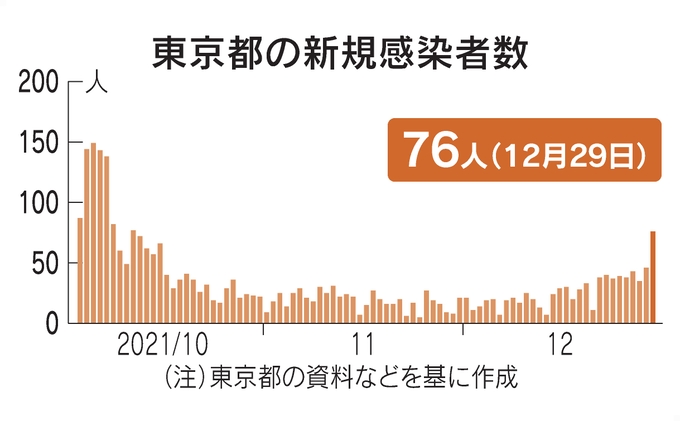 東京都の新規感染者数
200 人
76人(12月29日)
150
100
50
0
2021/10 11 12
(注)東京都の資料などを基に作成